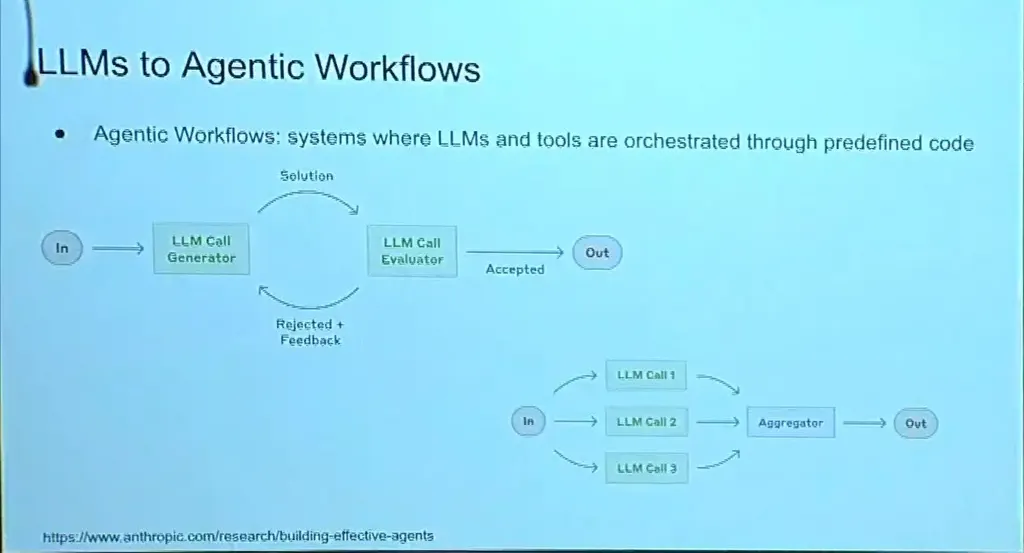 LLMs to Agentic Workflows
• Agentic Workflows: systems where LLMs and tools are orchestrated through predefined code
Solution
In
LLM Call
Generator
LLM Call
Evaluator
Accepted
Out
Rejected +
Feedback
In
LLM Call 1
LLM Call 2
LLM Call 3
Aggregator
Out
https://www.anthropic.com/research/building-effective-agents